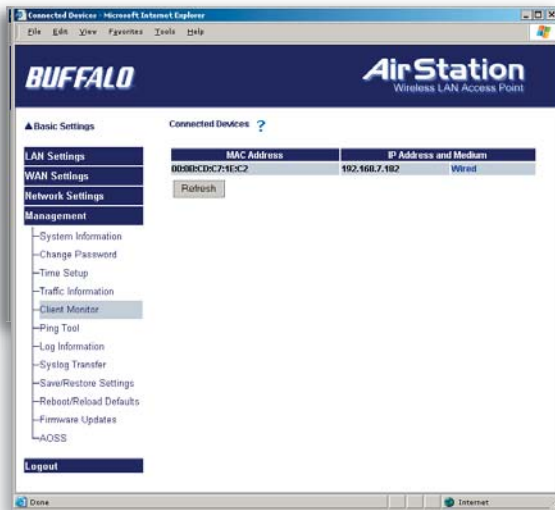 Connected Devices - Microsoft Internet Explorer
File Edit View Favorites Tools Help
BUFFALO
AirStation
Wireless LAN Access Point
▲Basic Settings
Connected Devices ?
LAN Settings
WAN Settings
Network Settings
Management
System Information
Change Password
Time Setup
Traffic Information
Client Monitor
Ping Tool
Log Information
Syslog Transfer
Save/Restore Settings
Reboot/Reload Defaults
Firmware Updates
AOSS
Logout
MAC Address IP Address and Medium
00:0B:CD:C7:1E:C2 192.168.7.182 Wired
Refresh
Done
Internet